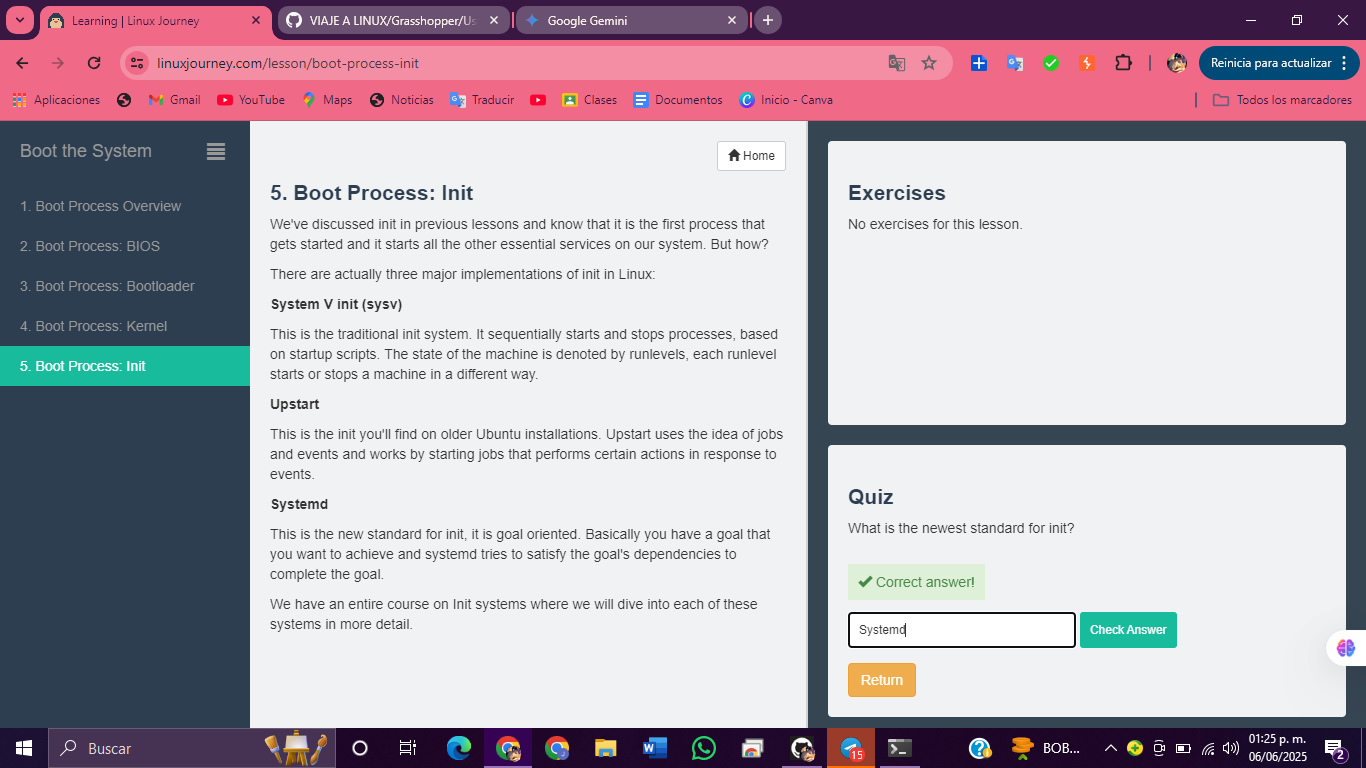 Learning | Linux Journey
VIAJE A LINUX/Grasshopper/Us
Google Gemini
linuxjourney.com/lesson/boot-process-init
Reinicia para actualizar
Aplicaciones
Gmail
YouTube
Maps
Noticias
Traducir
Clases
Documentos
Inicio - Canva
Todos los marcadores
Boot the System
1. Boot Process Overview
2. Boot Process: BIOS
3. Boot Process: Bootloader
4. Boot Process: Kernel
5. Boot Process: Init
Home
5. Boot Process: Init
We've discussed init in previous lessons and know that it is the first process that
gets started and it starts all the other essential services on our system. But how?
There are actually three major implementations of init in Linux:
System V init (sysv)
This is the traditional init system. It sequentially starts and stops processes, based
on startup scripts. The state of the machine is denoted by runlevels, each runlevel
starts or stops a machine in a different way.
Upstart
This is the init you'll find on older Ubuntu installations. Upstart uses the idea of jobs
and events and works by starting jobs that performs certain actions in response to
events.
Systemd
This is the new standard for init, it is goal oriented. Basically you have a goal that
you want to achieve and systemd tries to satisfy the goal's dependencies to
complete the goal.
We have an entire course on Init systems where we will dive into each of these
systems in more detail.
Exercises
No exercises for this lesson.
Quiz
What is the newest standard for init?
Correct answer!
Systemd
Check Answer
Return
Buscar
15
BOB...
01:25 p. m.
06/06/2025
2